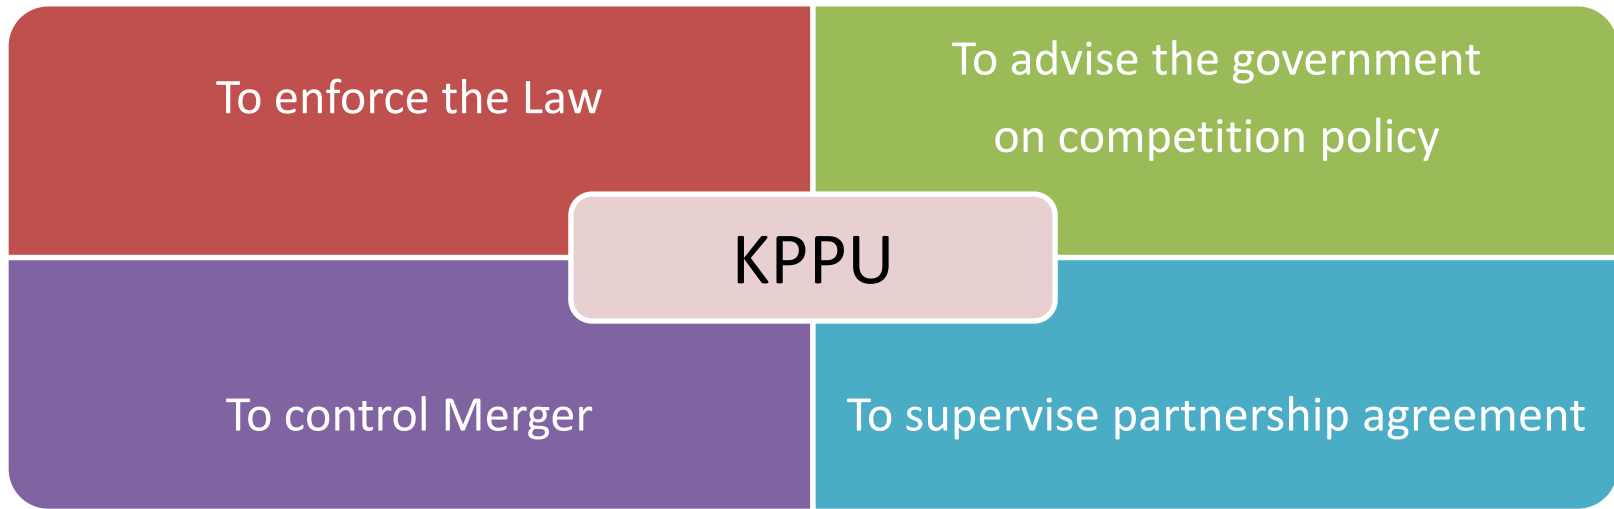 To enforce the Law
To advise the government
on competition policy
KPPU
To control Merger
To supervise partnership agreement